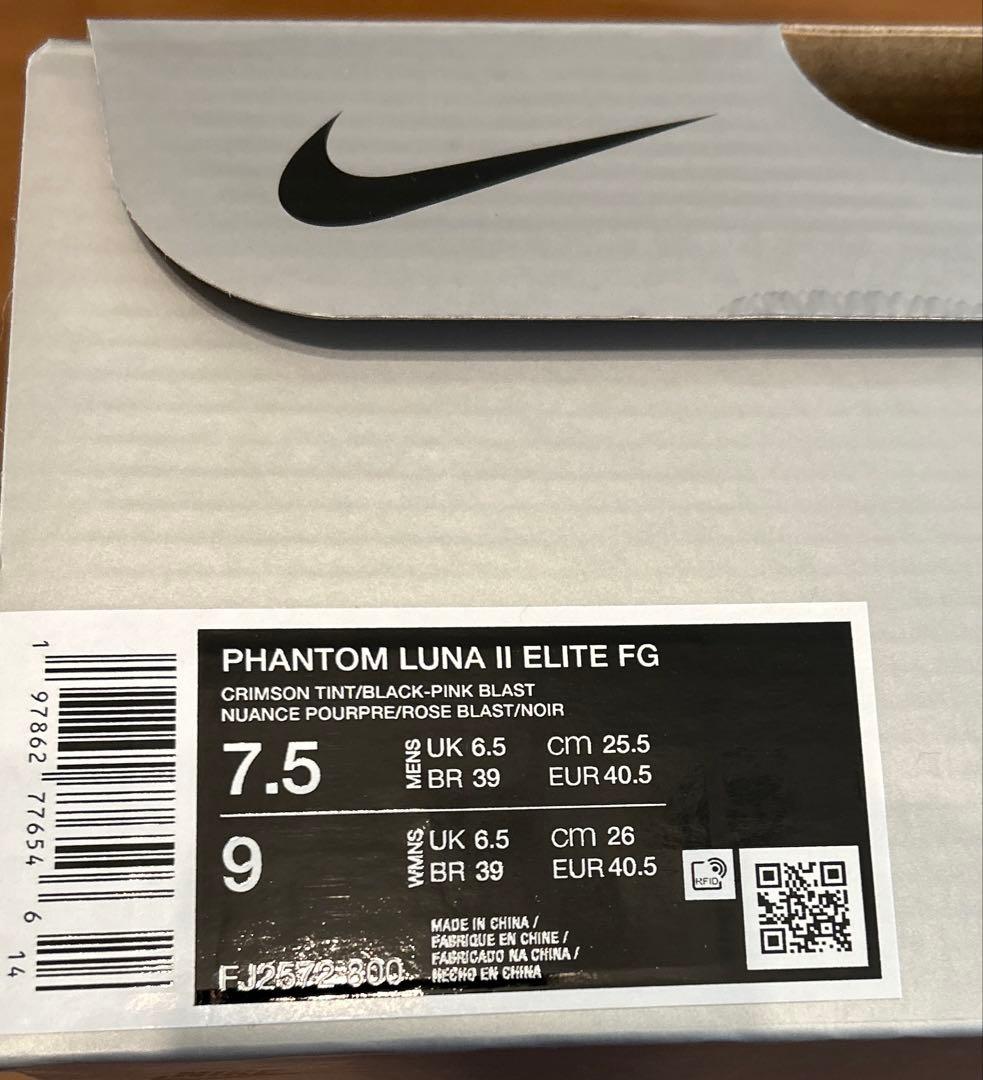 PHANTOM LUNA II ELITE FG
CRIMSON TINT/BLACK-PINK BLAST
NUANCE POURPRE/ROSE BLAST/NOIR
7.5 MENS UK 6.5 cm 25.5
BR 39 EUR 40.5
9 WMNS UK 6.5 cm 26
BR 39 EUR 40.5
RFID
MADE IN CHINA /
FABRIQUE EN CHINE /
FABRICADO NA CHINA /
HECHO EN CHINA
FJ2572-800
1 97862 77654 6 14